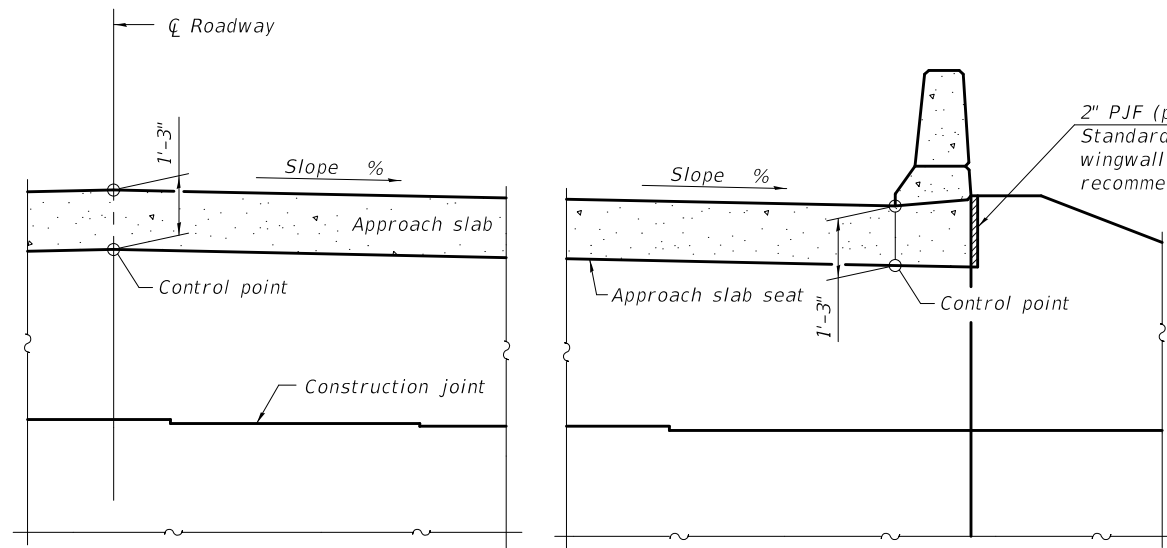 ℄ Roadway
1'-3"
Slope %
Approach slab
Control point
Construction joint
Slope %
2" PJF (p
Standard
wingwall
recomme
Approach slab seat
1'-3"
Control point